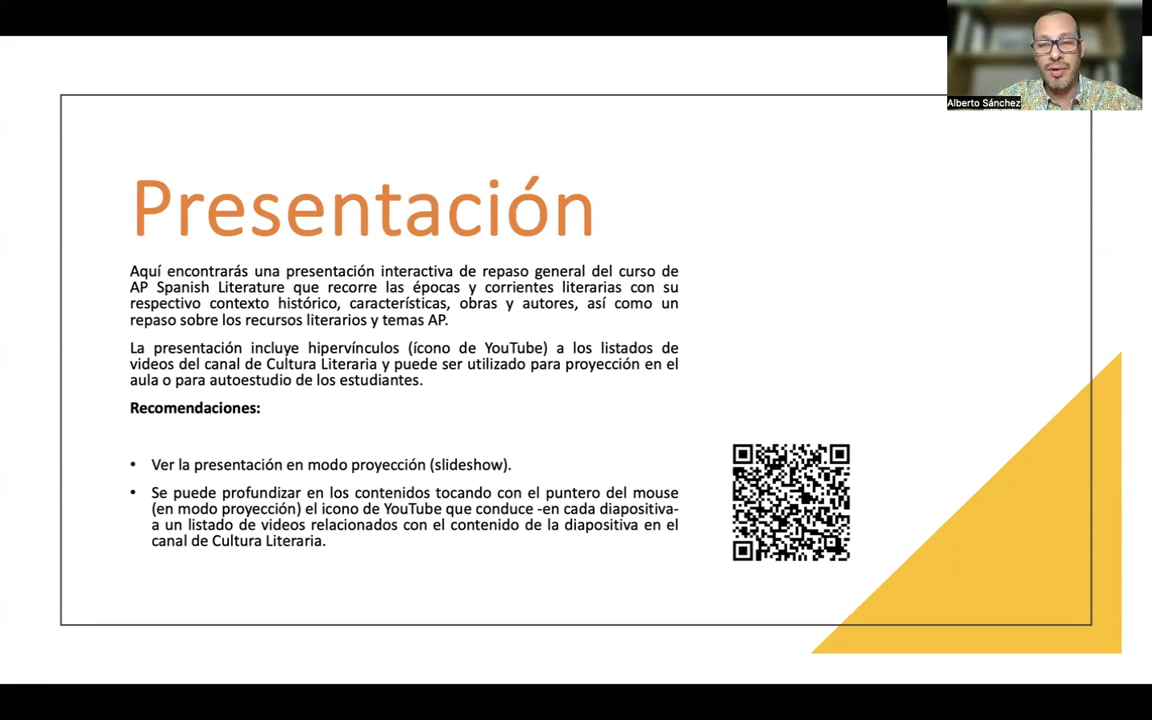 Alberto Sánchez
Presentación
Aquí encontrarás una presentación interactiva de repaso general del curso de
AP Spanish Literature que recorre las épocas y corrientes literarias con su
respectivo contexto histórico, características, obras y autores, así como un
repaso sobre los recursos literarios y temas AP.
La presentación incluye hipervínculos (ícono de YouTube) a los listados de
videos del canal de Cultura Literaria y puede ser utilizado para proyección en el
aula o para autoestudio de los estudiantes.
Recomendaciones:
• Ver la presentación en modo proyección (slideshow).
• Se puede profundizar en los contenidos tocando con el puntero del mouse
(en modo proyección) el icono de YouTube que conduce -en cada diapositiva-
a un listado de videos relacionados con el contenido de la diapositiva en el
canal de Cultura Literaria.